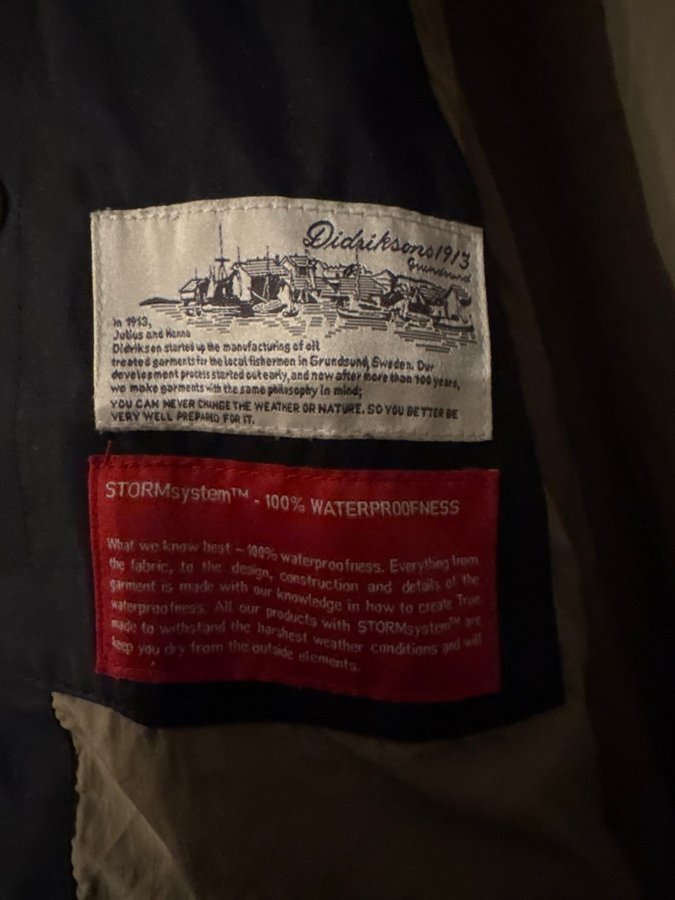 Didriksons1913
Grundsund
In 1913,
Julius and Hanna
Didrikson started up the manufacturing of oil
treated garments for the local fishermen in Grundsund, Sweden. Our
development process started out early, and now after more than 100 years,
we make garments with the same philosophy in mind;
YOU CAN NEVER CHANGE THE WEATHER OR NATURE. SO YOU BETTER BE
VERY WELL PREPARED FOR IT.
STORMsystem™ - 100% WATERPROOFNESS
What we know best – 100% waterproofness. Everything from
the fabric, to the design, construction and details of the
garment is made with our knowledge in how to create True
waterproofness. All our products with STORMsystem™ are
made to withstand the harshest weather conditions and will
keep you dry from the outside elements.